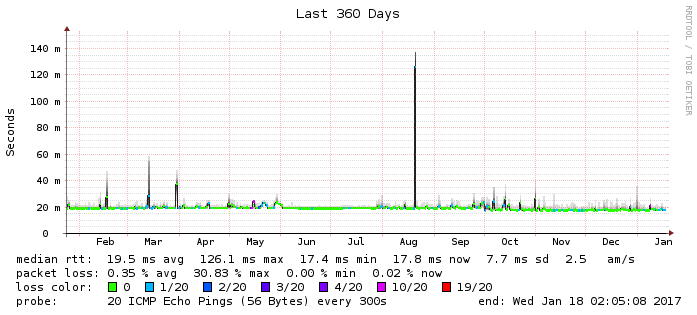 Last 360 Days
RRDTOOL / TOBI OETIKER
Seconds
140 m
120 m
100 m
80 m
60 m
40 m
20 m
0
Feb Mar Apr May Jun Jul Aug Sep Oct Nov Dec Jan
median rtt: 19.5 ms avg 126.1 ms max 17.4 ms min 17.8 ms now 7.7 ms sd 2.5 am/s
packet loss: 0.35 % avg 30.83 % max 0.00 % min 0.02 % now
loss color: 0 1/20 2/20 3/20 4/20 10/20 19/20
probe: 20 ICMP Echo Pings (56 Bytes) every 300s end: Wed Jan 18 02:05:08 2017